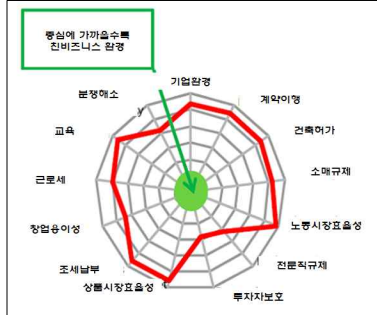 중심에 가까울수록
친비즈니스 환경
기업환경
분쟁해소
y
계약이행
교육
건축허가
소매규제
근로세
노동시장효율성
창업용이성
전문직규제
조세납부
상품시장효율성
투자자보호